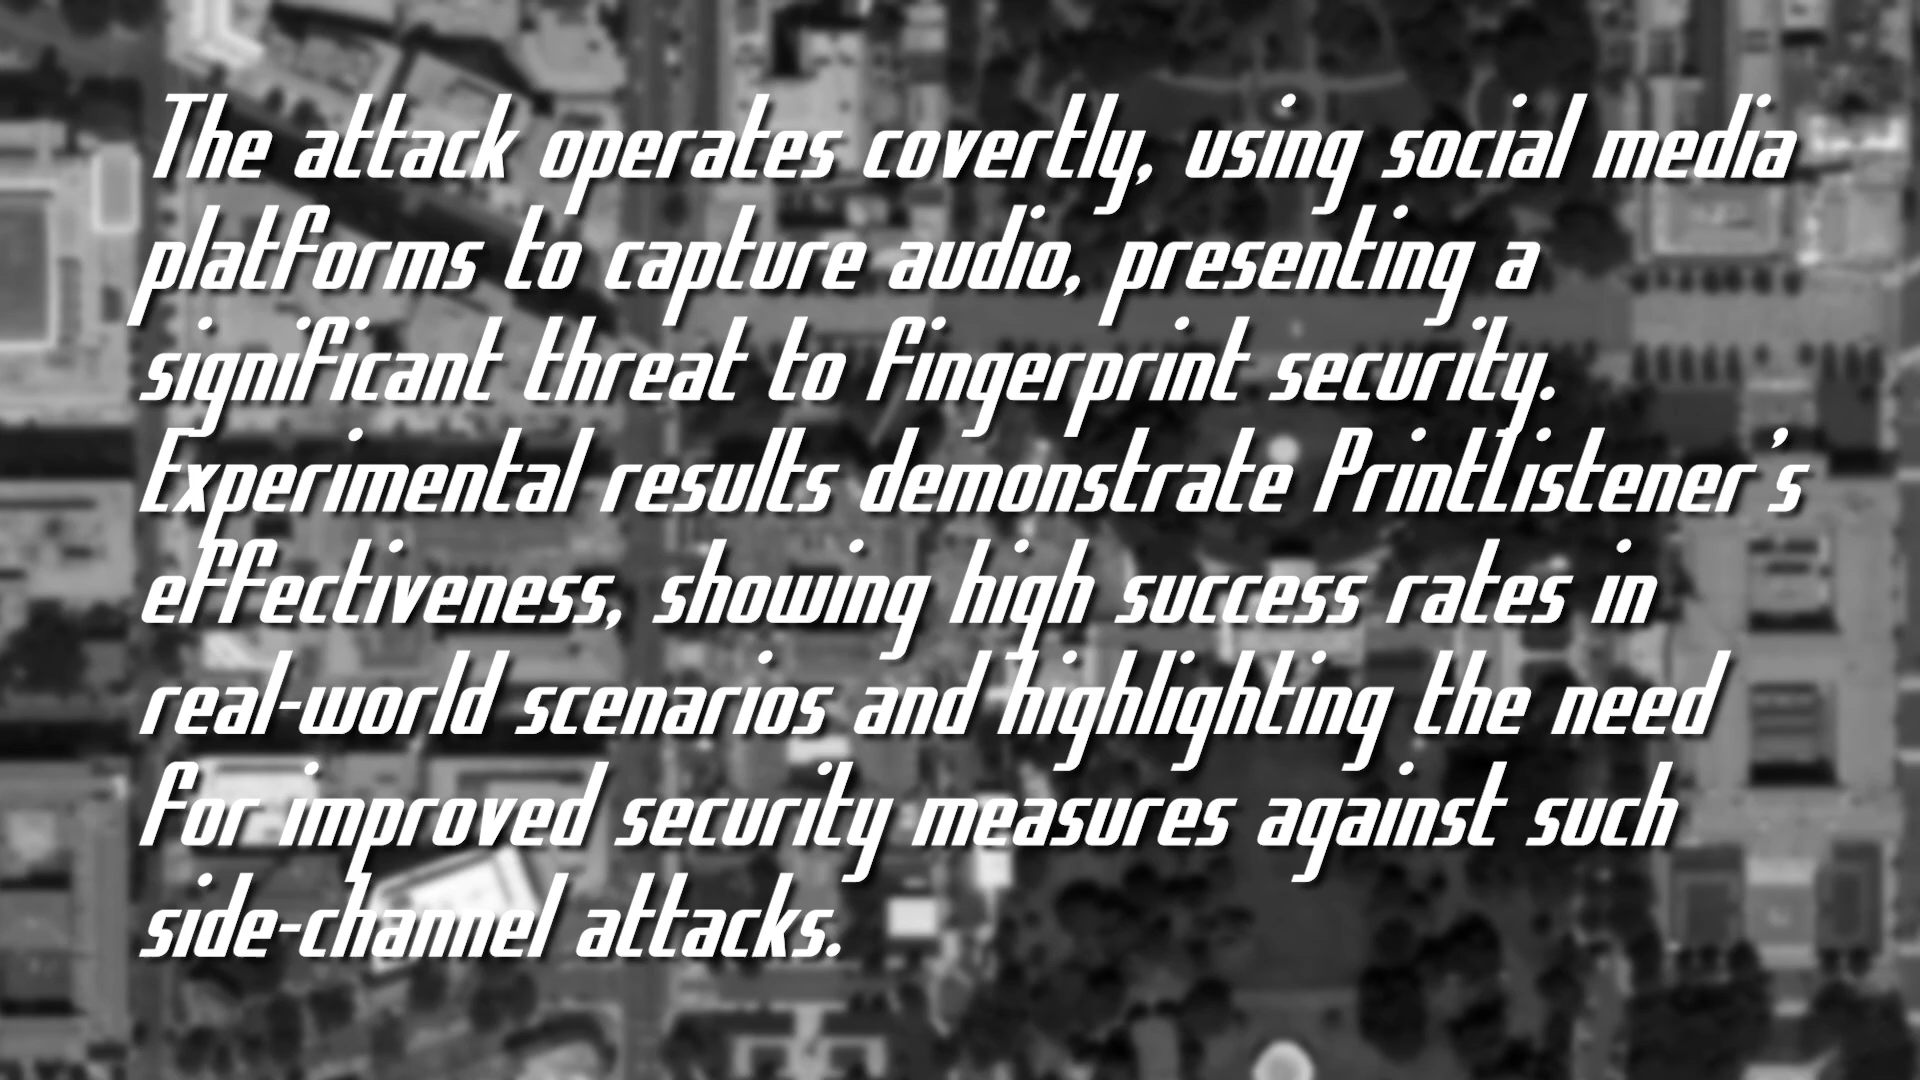 The attack operates covertly, using social media
platforms to capture audio, presenting a
significant threat to fingerprint security.
Experimental results demonstrate PrintListener's
effectiveness, showing high success rates in
real-world scenarios and highlighting the need
for improved security measures against such
side-channel attacks.